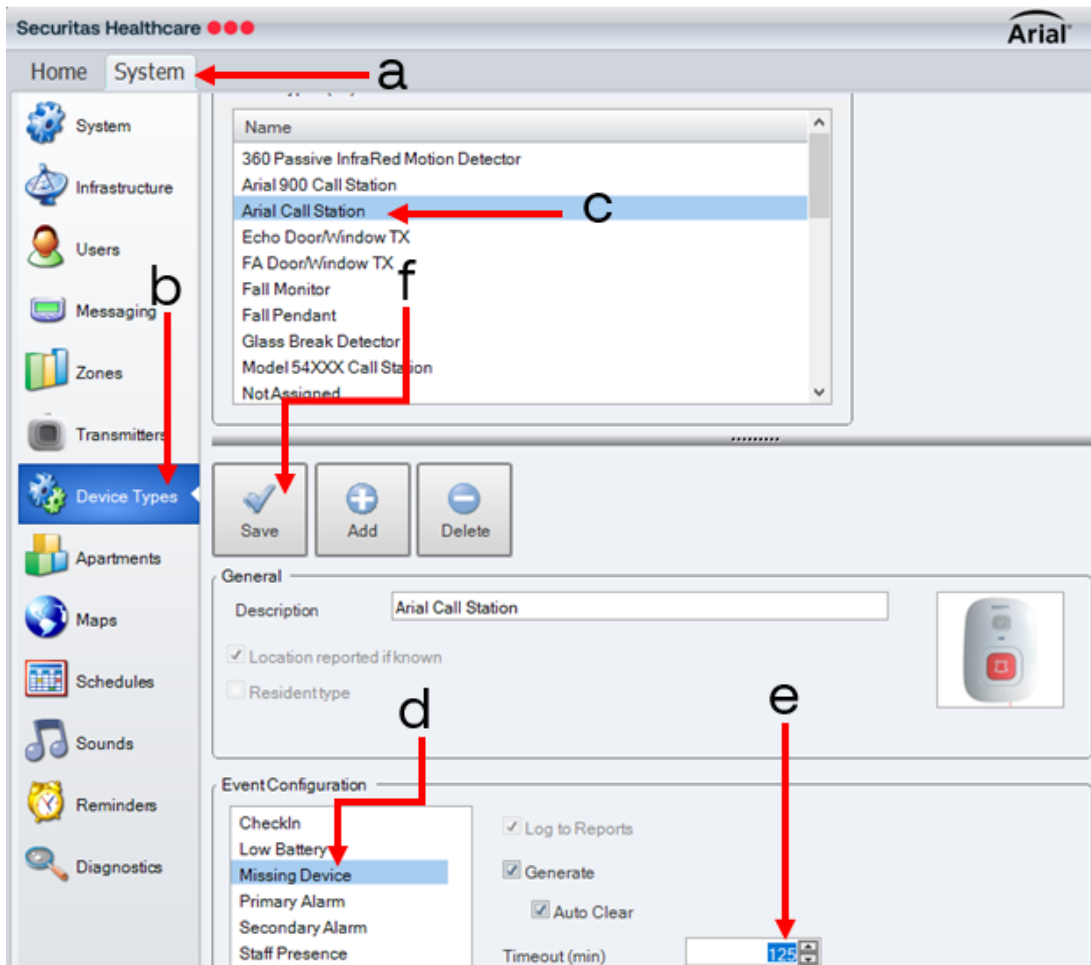 Securitas Healthcare
Arial
Home System
a
System
Infrastructure
Users
b
Messaging
Zones
Transmitters
Device Types
Apartments
Maps
Schedules
Sounds
Reminders
Diagnostics
Name
360 Passive InfraRed Motion Detector
Arial 900 Call Station
Arial Call Station
c
Echo Door/Window TX
FA Door/Window TX
f
Fall Monitor
Fall Pendant
Glass Break Detector
Model 54XXX Call Station
Not Assigned
Save Add Delete
General
Description Arial Call Station
Location reported if known
Resident type
d
e
Event Configuration
CheckIn
Low Battery
Missing Device
Primary Alarm
Secondary Alarm
Staff Presence
Log to Reports
Generate
Auto Clear
Timeout (min) 125